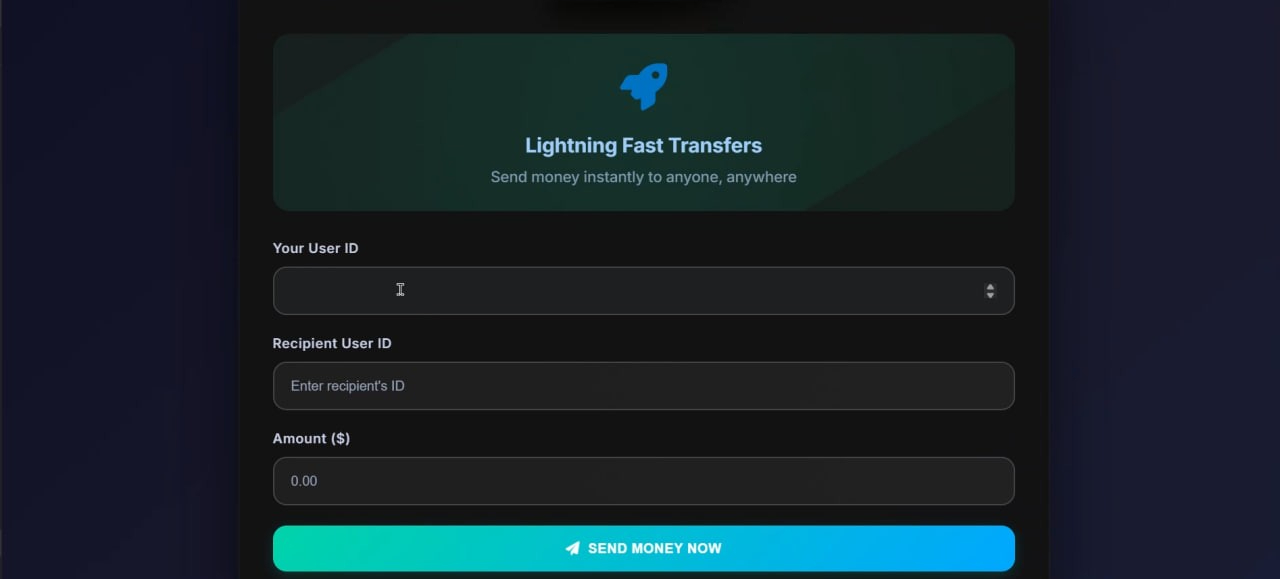 Lightning Fast Transfers
Send money instantly to anyone, anywhere
Your User ID
Recipient User ID
Enter recipient's ID
Amount ($)
0.00
SEND MONEY NOW